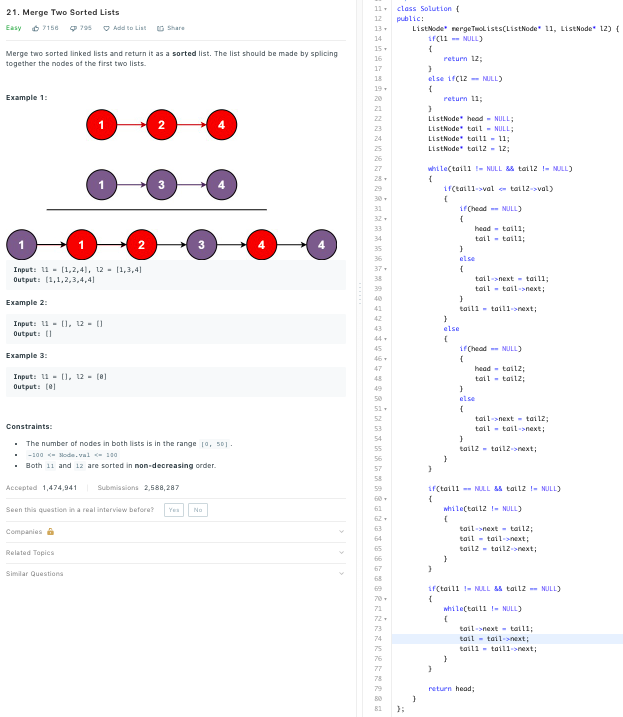 21. Merge Two Sorted Lists
Easy 7156 795 Add to List Share
Merge two sorted linked lists and return it as a sorted list. The list should be made by splicing
together the nodes of the first two lists.
Example 1:
1 2 4
1 3 4
1 1 2 3 4 4
Input: l1 = [1,2,4], l2 = [1,3,4]
Output: [1,1,2,3,4,4]
Example 2:
Input: l1 = [], l2 = []
Output: []
Example 3:
Input: l1 = [], l2 = [0]
Output: [0]
Constraints:
• The number of nodes in both lists is in the range [0, 50].
• -100 <= Node.val <= 100
• Both l1 and l2 are sorted in non-decreasing order.
Accepted 1,474,941 Submissions 2,588,287
Seen this question in a real interview before? Yes No
Companies
Related Topics
Similar Questions
11 class Solution {
12 public:
13 ListNode* mergeTwoLists(ListNode* l1, ListNode* l2) {
14 if(l1 == NULL)
15 {
16 return l2;
17 }
18 else if(l2 == NULL)
19 {
20 return l1;
21 }
22 ListNode* head = NULL;
23 ListNode* tail = NULL;
24 ListNode* tail1 = l1;
25 ListNode* tail2 = l2;
26
27 while(tail1 != NULL && tail2 != NULL)
28 {
29 if(tail1->val <= tail2->val)
30 {
31 if(head == NULL)
32 {
33 head = tail1;
34 tail = tail1;
35 }
36 else
37 {
38 tail->next = tail1;
39 tail = tail->next;
40 }
41 tail1 = tail1->next;
42 }
43 else
44 {
45 if(head == NULL)
46 {
47 head = tail2;
48 tail = tail2;
49 }
50 else
51 {
52 tail->next = tail2;
53 tail = tail->next;
54 }
55 tail2 = tail2->next;
56 }
57 }
58
59 if(tail1 == NULL && tail2 != NULL)
60 {
61 while(tail2 != NULL)
62 {
63 tail->next = tail2;
64 tail = tail->next;
65 tail2 = tail2->next;
66 }
67 }
68
69 if(tail1 != NULL && tail2 == NULL)
70 {
71 while(tail1 != NULL)
72 {
73 tail->next = tail1;
74 tail = tail->next;
75 tail1 = tail1->next;
76 }
77 }
78
79 return head;
80 }
81 };